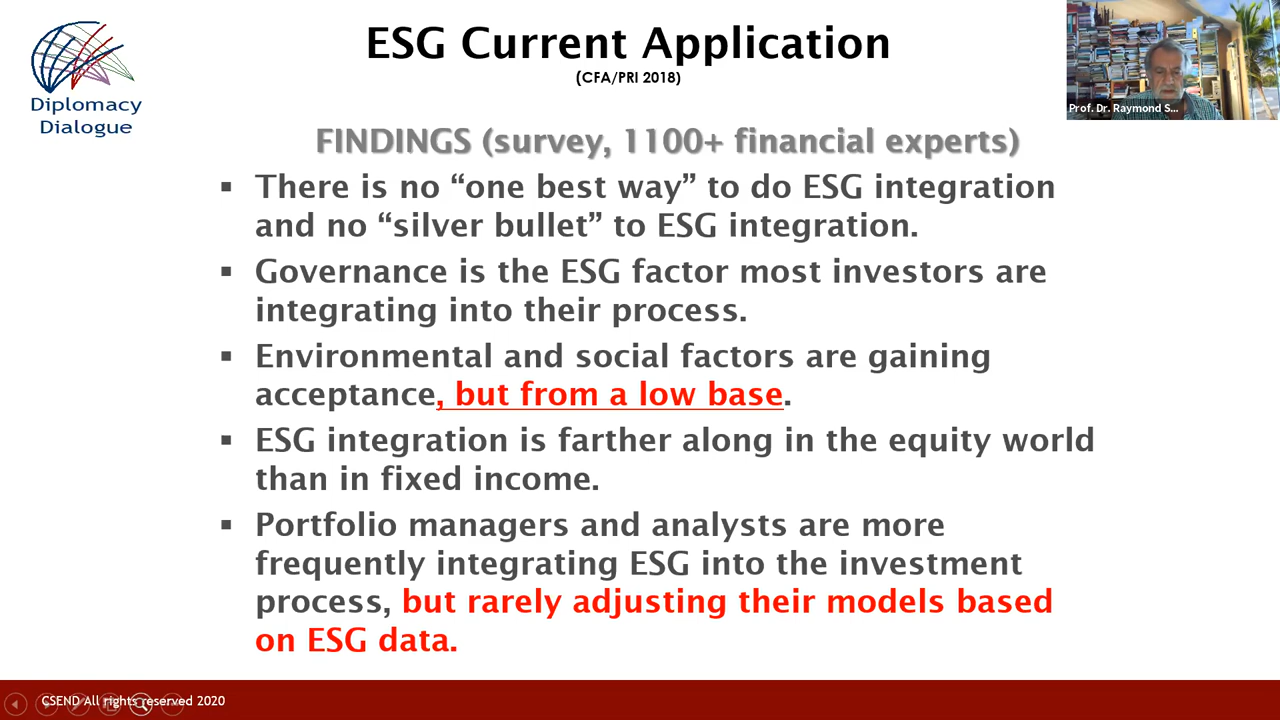 ESG Current Application
(CFA/PRI 2018)
Diplomacy
Dialogue
Prof. Dr. Raymond S...
FINDINGS (survey, 1100+ financial experts)
▪ There is no “one best way” to do ESG integration
and no “silver bullet” to ESG integration.
▪ Governance is the ESG factor most investors are
integrating into their process.
▪ Environmental and social factors are gaining
acceptance, but from a low base.
▪ ESG integration is farther along in the equity world
than in fixed income.
▪ Portfolio managers and analysts are more
frequently integrating ESG into the investment
process, but rarely adjusting their models based
on ESG data.
CSEND All rights reserved 2020